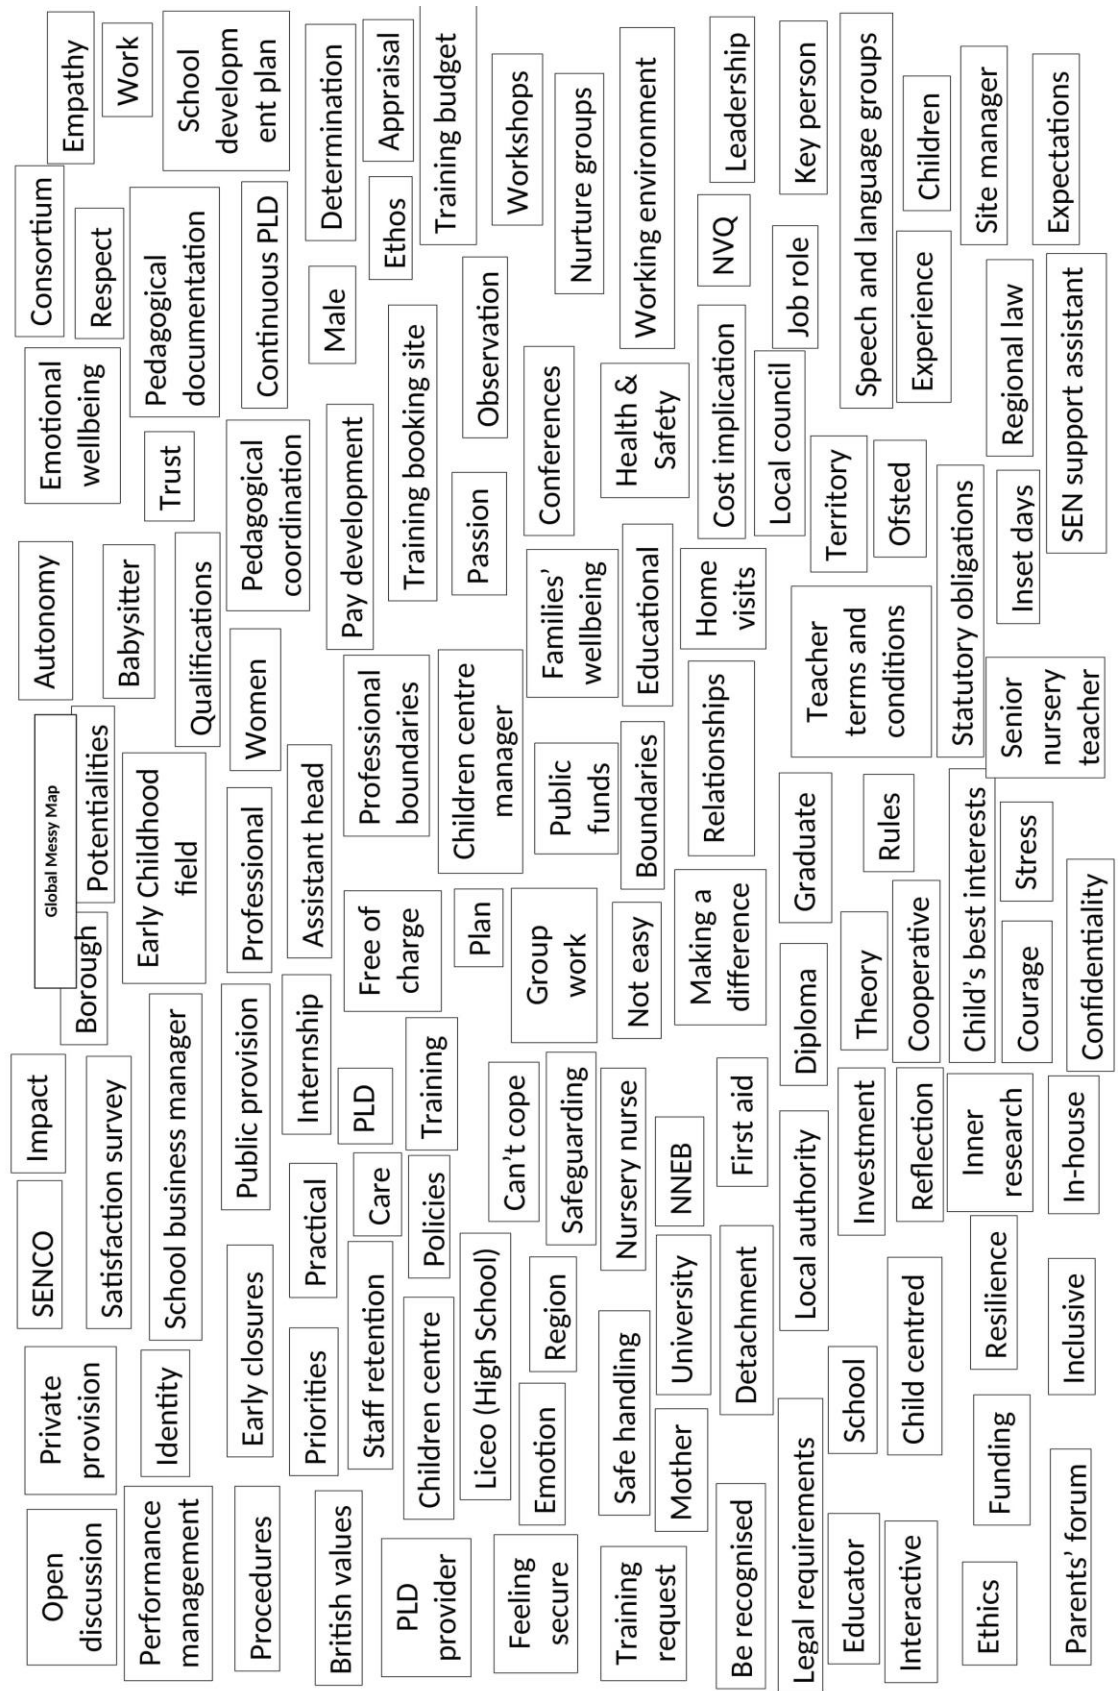 Global Messy Map
Open
discussion
Private
provision
SENCO
Impact
Borough
Potentialities
Autonomy
Emotional
wellbeing
Consortium
Empathy
Performance
management
Identity
Satisfaction survey
School business manager
Early Childhood
field
Babysitter
Trust
Respect
Work
Pedagogical
documentation
School
developm
ent plan
Qualifications
Procedures
Early closures
Public provision
Professional
Women
Pedagogical
coordination
Continuous PLD
British values
Priorities
Practical
Internship
Assistant head
Pay development
Male
Determination
PLD
provider
Staff retention
Care
PLD
Free of
charge
Professional
boundaries
Training booking site
Ethos
Appraisal
Children centre
Policies
Training
Training budget
Liceo (High School)
Plan
Children centre
manager
Passion
Observation
Workshops
Feeling
secure
Emotion
Region
Can't cope
Safeguarding
Group
work
Public
funds
Families'
wellbeing
Conferences
Nurture groups
Training
request
Safe handling
Nursery nurse
Not easy
Boundaries
Educational
Health &
Safety
Working environment
Mother
University
NNEB
Making a
difference
Relationships
Home
visits
Cost implication
NVQ
Leadership
Be recognised
Detachment
First aid
Local council
Job role
Key person
Legal requirements
Local authority
Diploma
Graduate
Teacher
terms and
conditions
Territory
Speech and language groups
Educator
School
Investment
Theory
Rules
Ofsted
Experience
Children
Interactive
Child centred
Reflection
Cooperative
Statutory obligations
Ethics
Funding
Resilience
Inner
research
Child's best interests
Senior
nursery
teacher
Inset days
Regional law
Site manager
Courage
Stress
Parents' forum
Inclusive
In-house
Confidentiality
SEN support assistant
Expectations